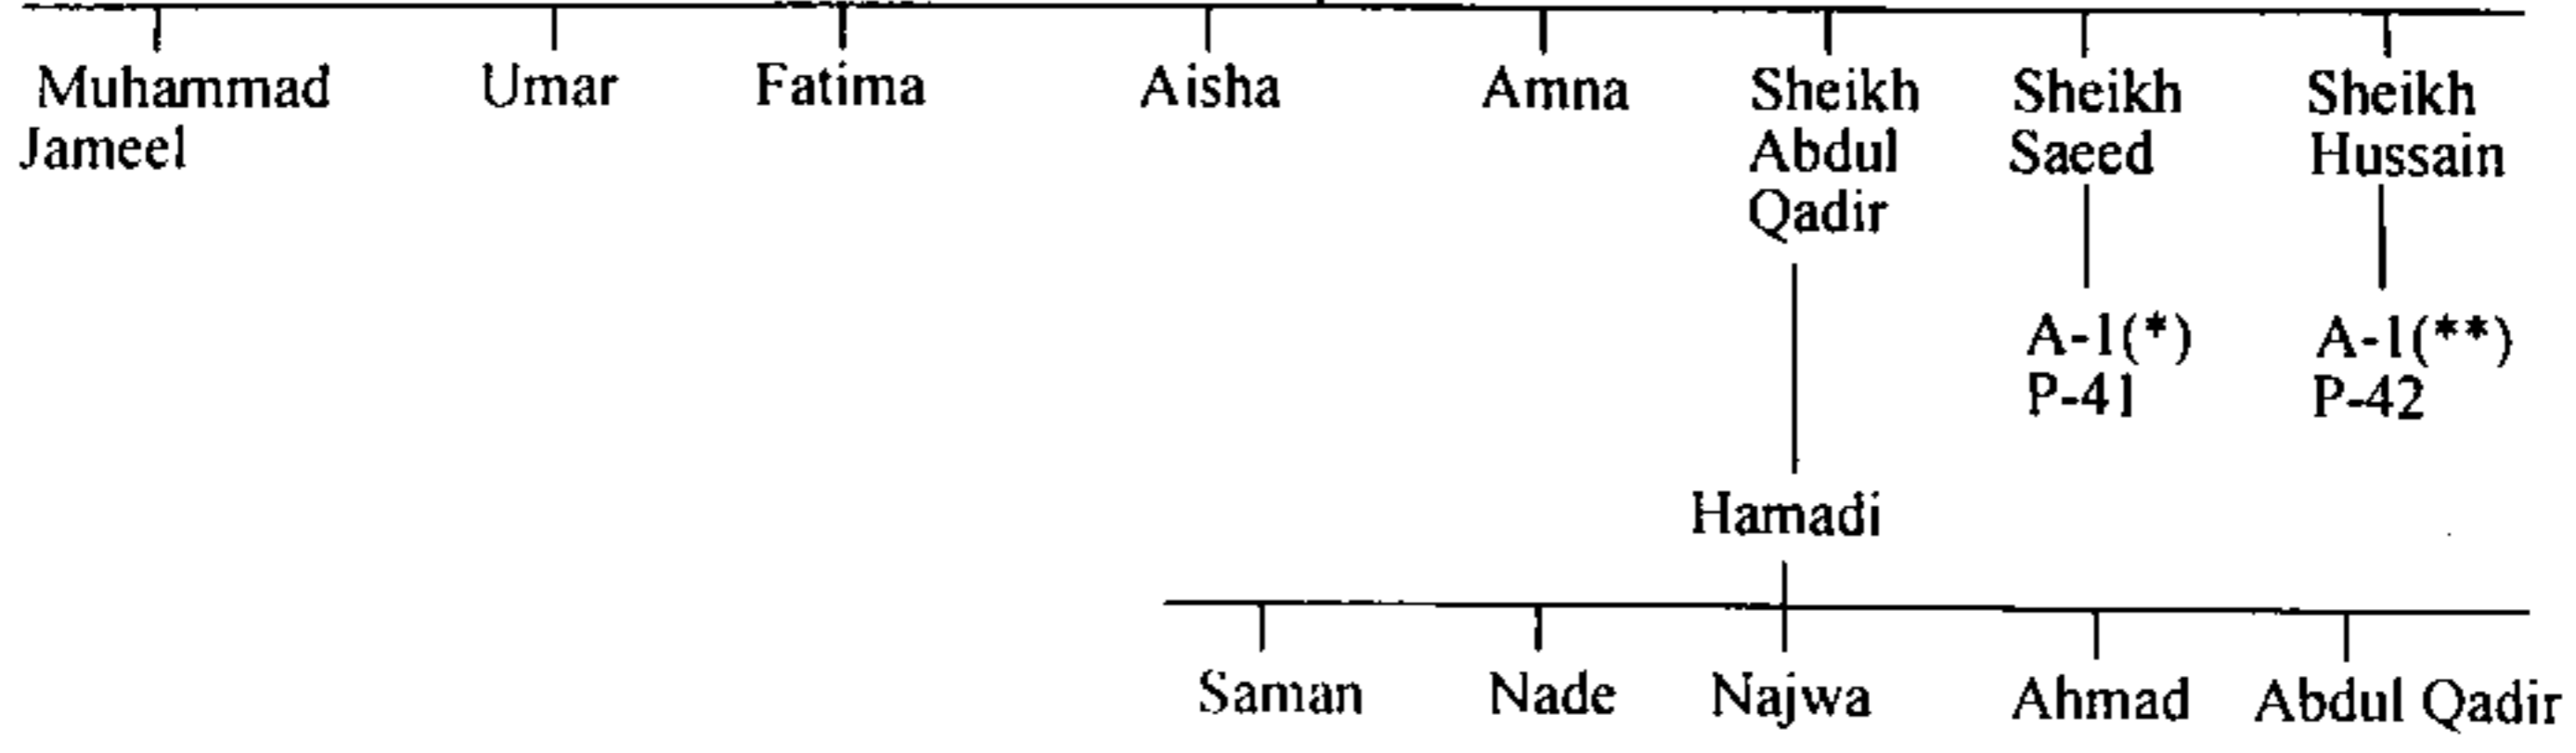 Muhammad Jameel
Umar
Fatima
Aisha
Amna
Sheikh Abdul Qadir
Sheikh Saeed
Sheikh Hussain
A-1(*)
P-41
A-1(**)
P-42
Hamadi
Saman
Nade
Najwa
Ahmad
Abdul Qadir